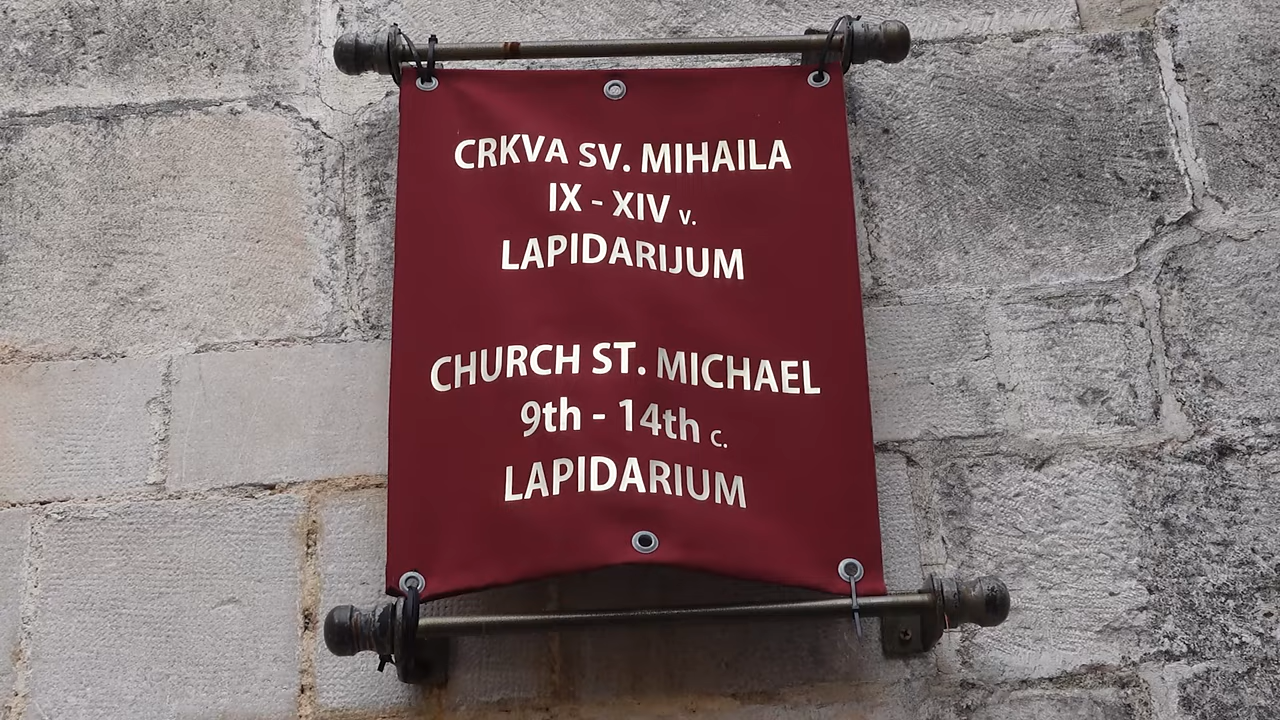 CRKVA SV. MIHAILA
IX - XIV v.
LAPIDARIJUM
CHURCH ST. MICHAEL
9th - 14th c.
LAPIDARIUM